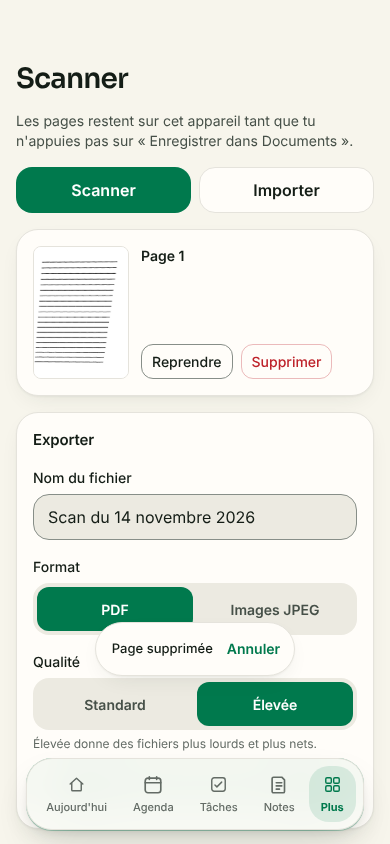 Scanner
Les pages restent sur cet appareil tant que tu
n'appuies pas sur « Enregistrer dans Documents ».
Scanner
Importer
Page 1
Reprendre
Supprimer
Exporter
Nom du fichier
Scan du 14 novembre 2026
Format
PDF
Images JPEG
Page supprimée
Annuler
Qualité
Standard
Élevée
Élevée donne des fichiers plus lourds et plus nets.
Aujourd'hui
Agenda
Tâches
Notes
Plus